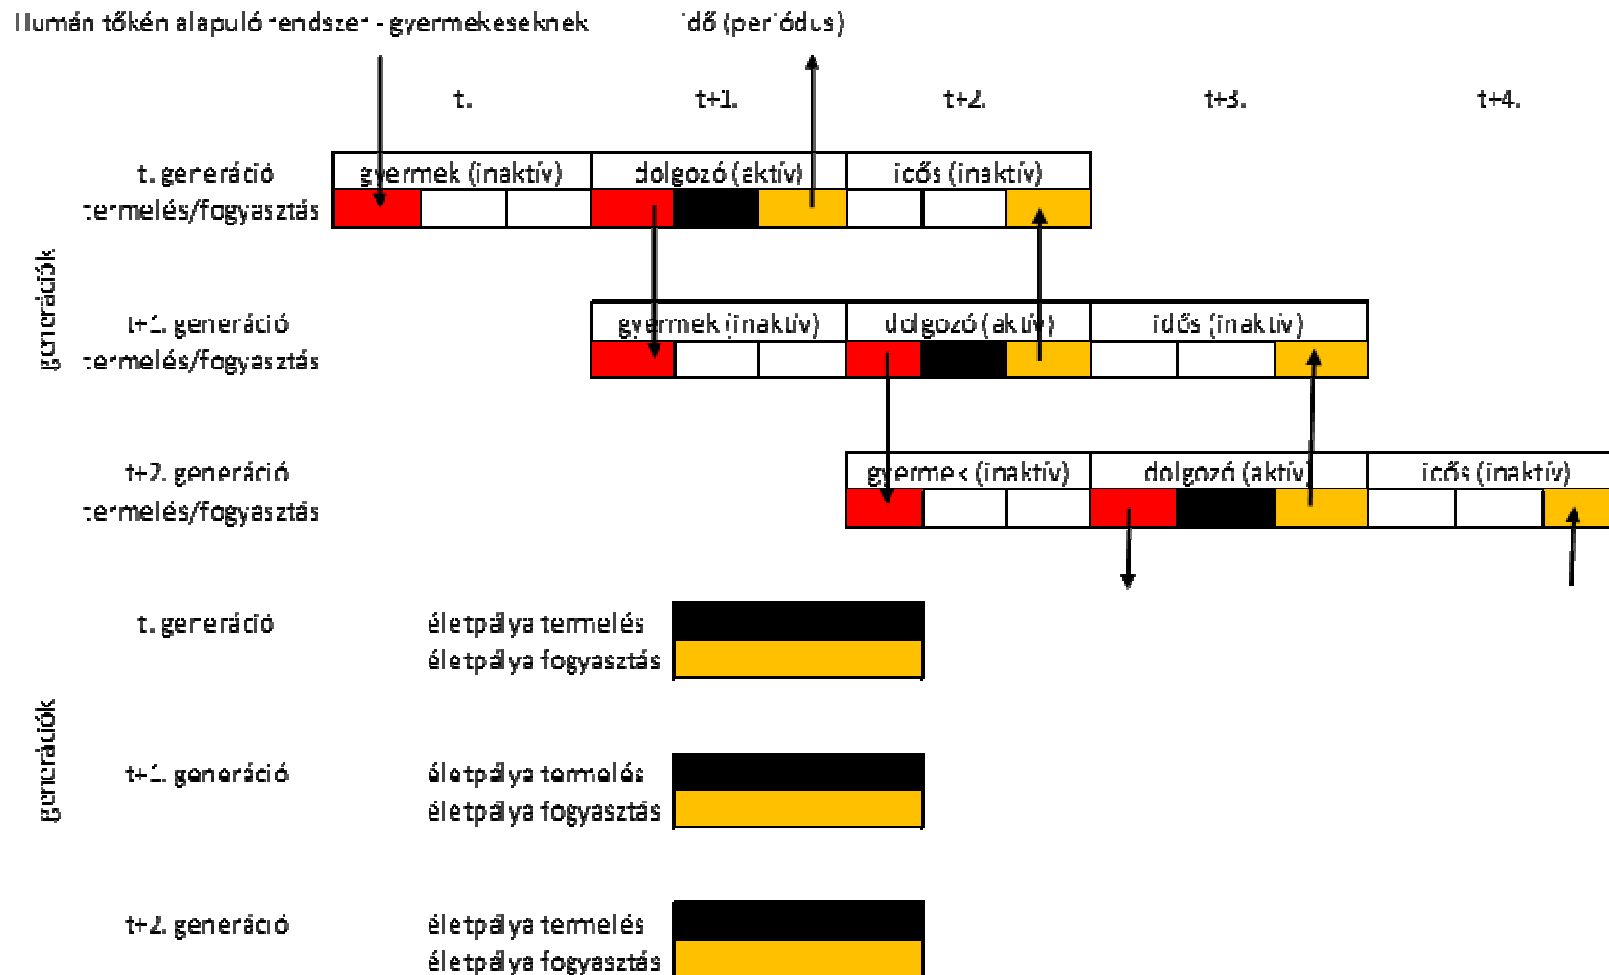 Humán tőkén alapuló rendszer - gyermekeseknek idő (periódus)
t. t+1. t+2. t+3. t+4.
t. generáció gyermek (inaktív) dolgozó (aktív) idős (inaktív)
termelés/fogyasztás
generációk
t+1. generáció gyermek (inaktív) dolgozó (aktív) idős (inaktív)
termelés/fogyasztás
t+2. generáció gyermek (inaktív) dolgozó (aktív) idős (inaktív)
termelés/fogyasztás
t. generáció életpálya termelés
életpálya fogyasztás
generációk
t+1. generáció életpálya termelés
életpálya fogyasztás
t+2. generáció életpálya termelés
életpálya fogyasztás